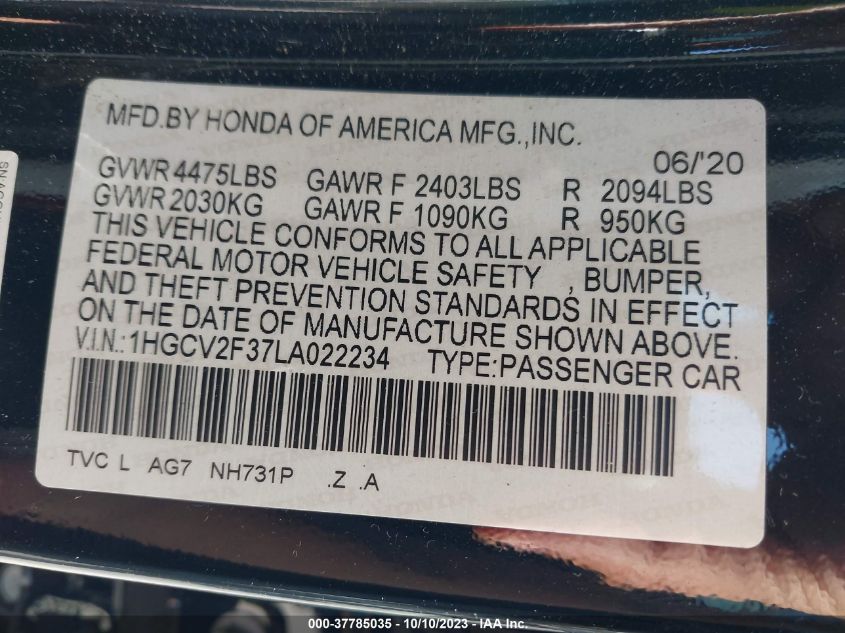 MFD.BY HONDA OF AMERICA MFG.,INC.
06/'20
GVWR 4475LBS GAWR F 2403LBS R 2094LBS
GVWR 2030KG GAWR F 1090KG R 950KG
THIS VEHICLE CONFORMS TO ALL APPLICABLE
FEDERAL MOTOR VEHICLE SAFETY , BUMPER,
AND THEFT PREVENTION STANDARDS IN EFFECT
ON THE DATE OF MANUFACTURE SHOWN ABOVE.
V.I.N.:1HGCV2F37LA022234 TYPE:PASSENGER CAR
TVC L AG7 NH731P .Z .A
000-37785035 - 10/10/2023 - IAA Inc.